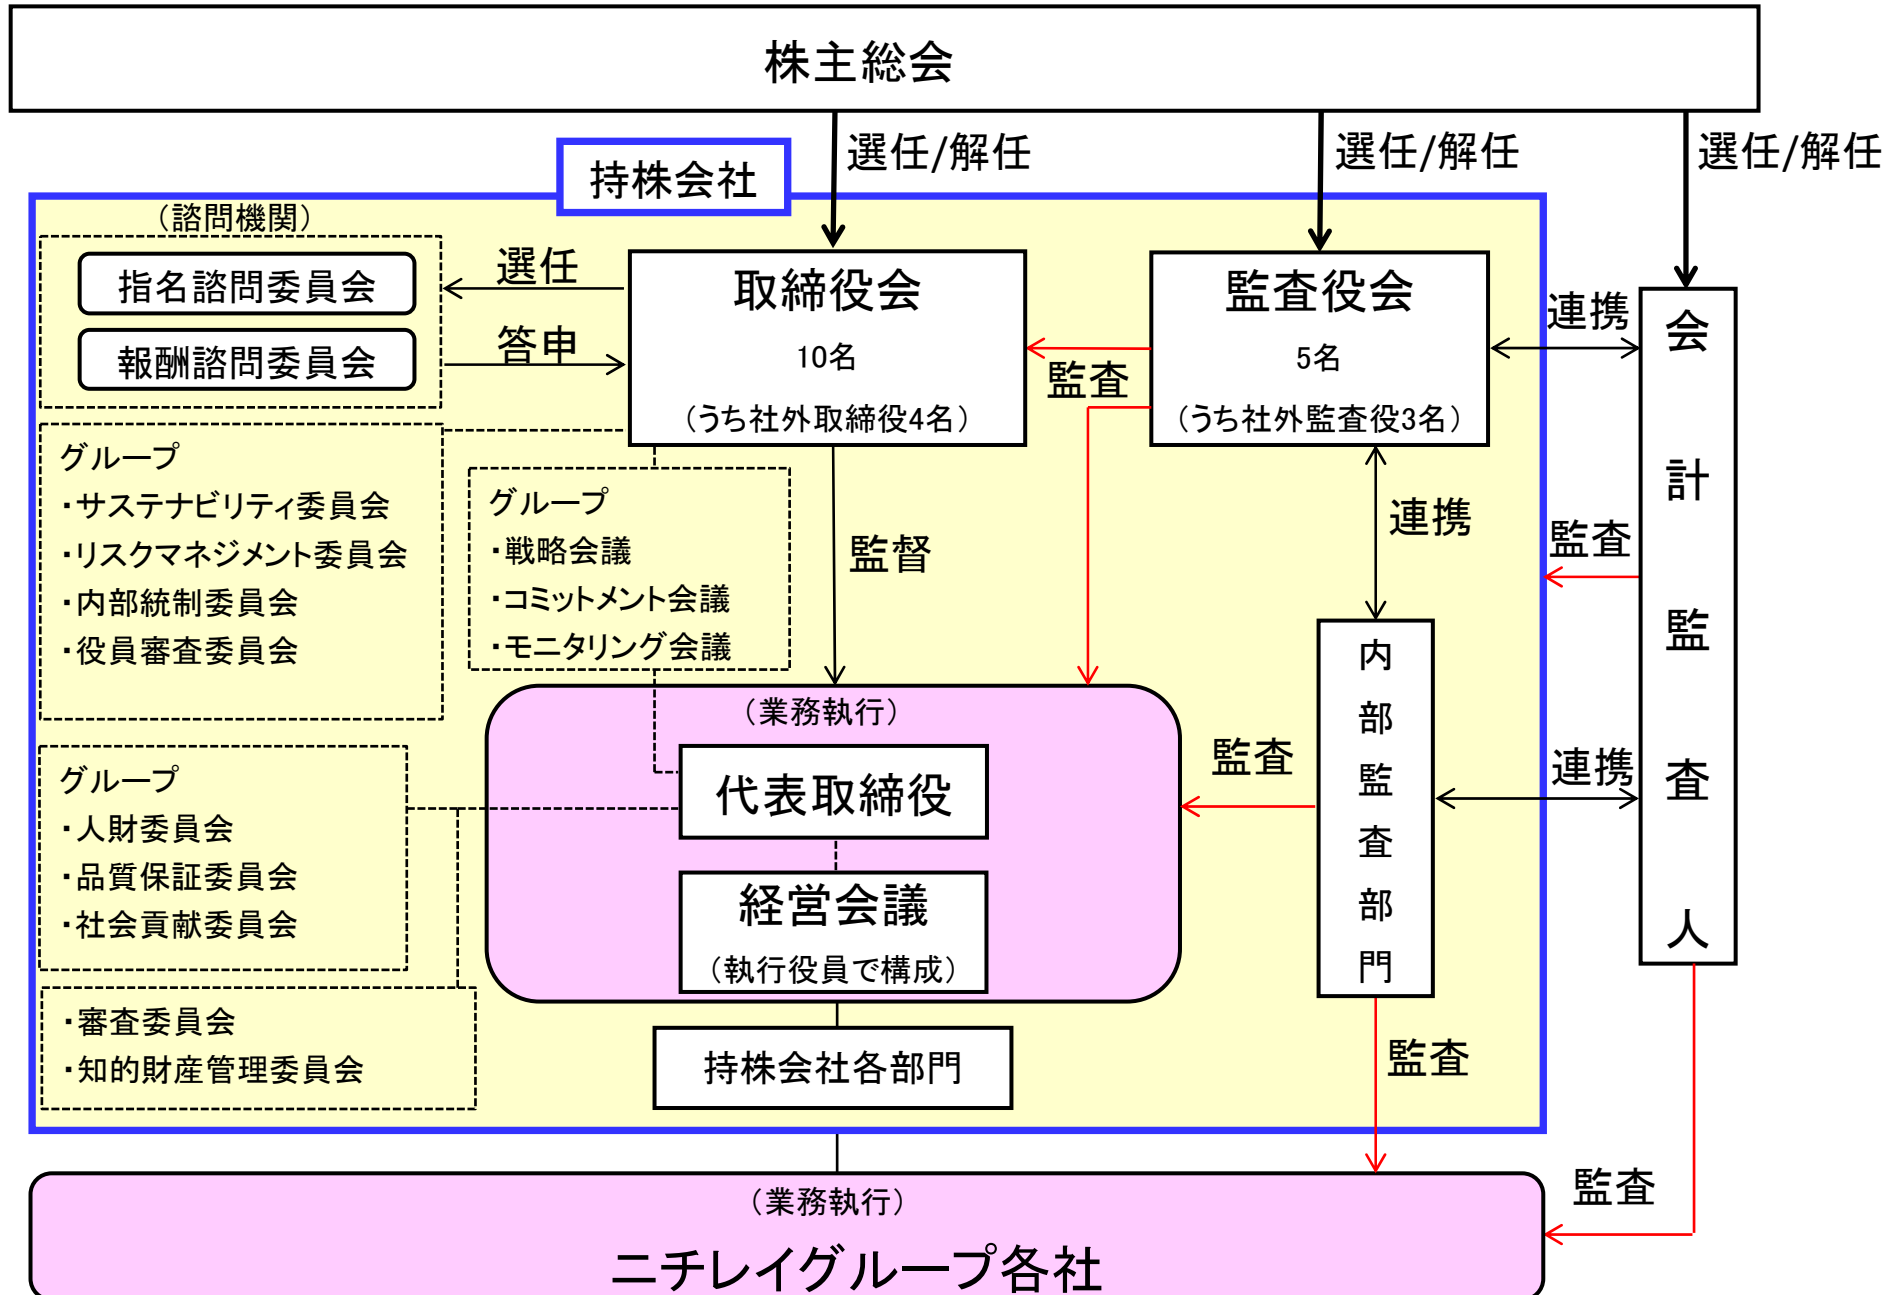 株主総会
選任/解任
選任/解任
選任/解任
持株会社
（諮問機関）
指名諮問委員会
報酬諮問委員会
選任
答申
取締役会
10名
（うち社外取締役4名）
監査役会
5名
（うち社外監査役3名）
監査
連携
会計監査人
グループ
・サステナビリティ委員会
・リスクマネジメント委員会
・内部統制委員会
・役員審査委員会
グループ
・戦略会議
・コミットメント会議
・モニタリング会議
監督
連携
監査
内部監査部門
（業務執行）
代表取締役
経営会議
（執行役員で構成）
監査
連携
グループ
・人財委員会
・品質保証委員会
・社会貢献委員会
・審査委員会
・知的財産管理委員会
持株会社各部門
監査
監査
（業務執行）
ニチレイグループ各社